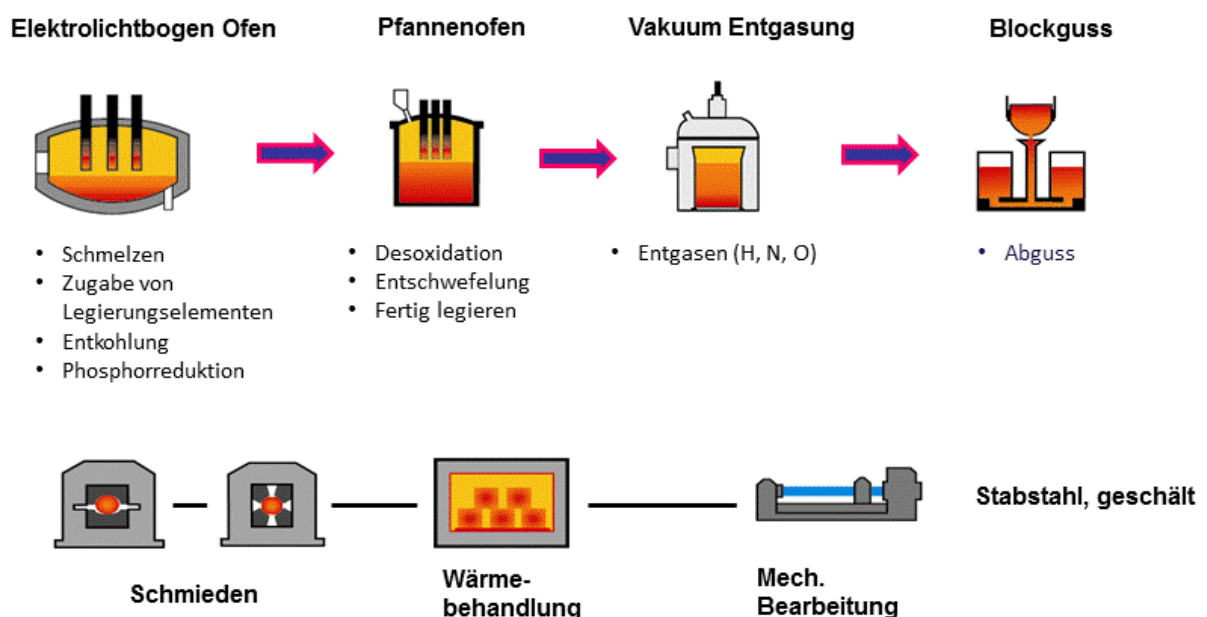 Elektrolichtbogen Ofen
Pfannenofen
Vakuum Entgasung
Blockguss
• Schmelzen
• Zugabe von
Legierungselementen
• Entkohlung
• Phosphorreduktion
• Desoxidation
• Entschwefelung
• Fertig legieren
• Entgasen (H, N, O)
• Abguss
Schmieden
Wärme-
behandlung
Mech.
Bearbeitung
Stabstahl, geschält